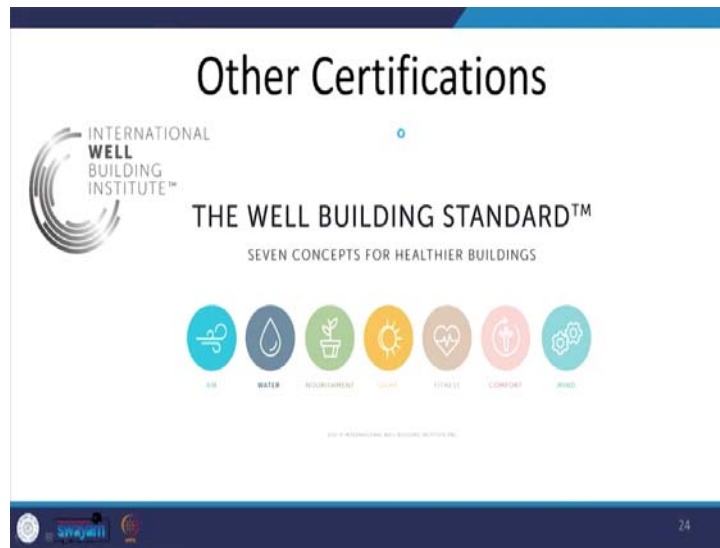 Other Certifications
INTERNATIONAL
WELL
BUILDING
INSTITUTE™
THE WELL BUILDING STANDARD™
SEVEN CONCEPTS FOR HEALTHIER BUILDINGS
AIR WATER NOURISHMENT LIGHT FITNESS COMFORT MIND
swayam
24